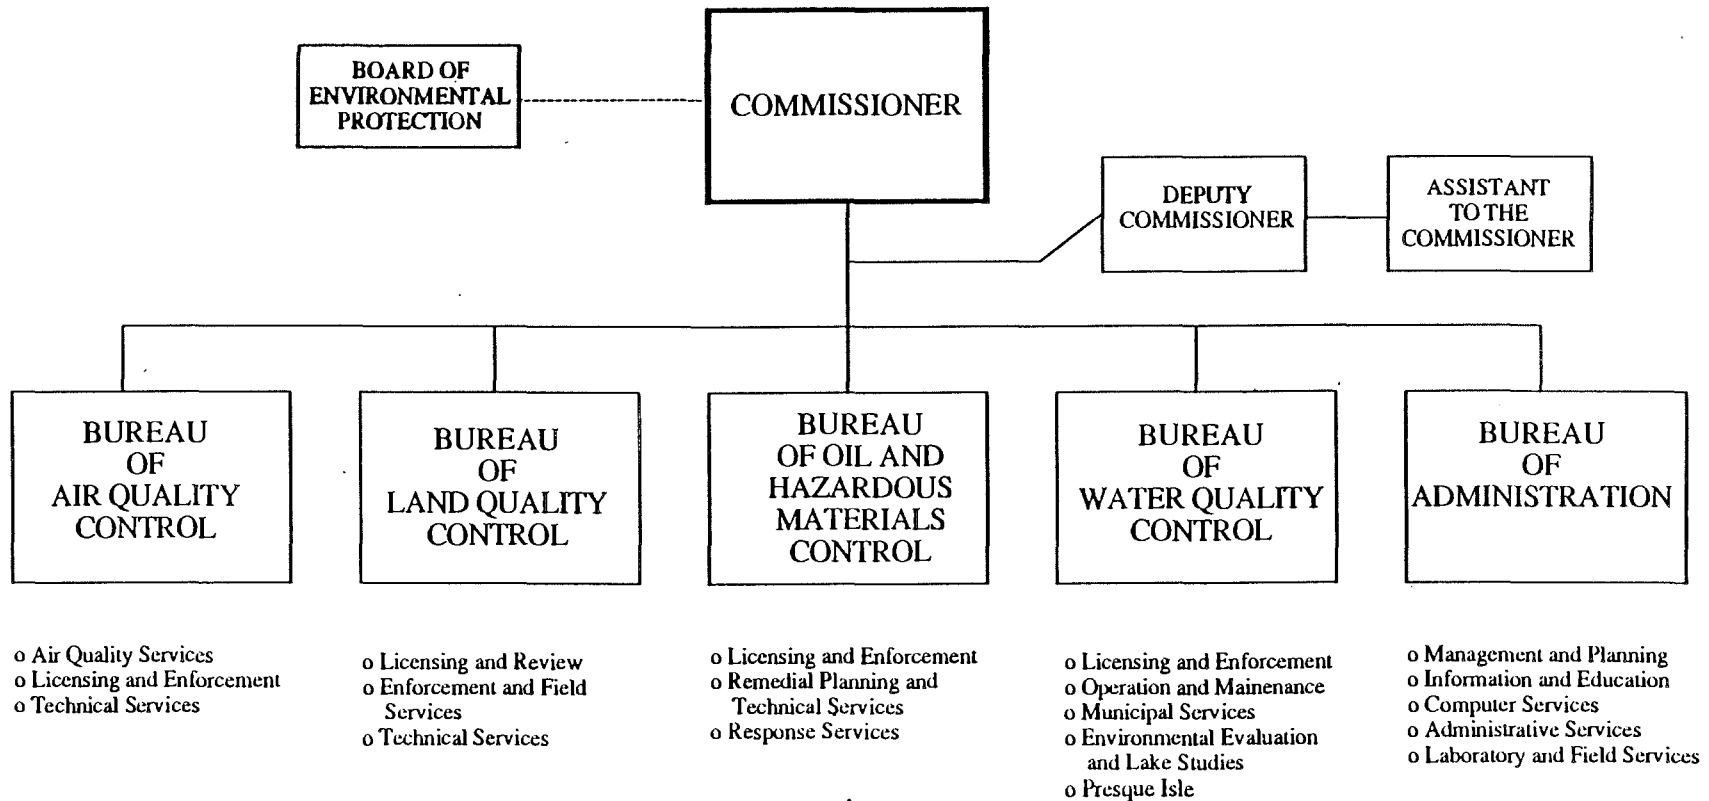 BOARD OF
ENVIRONMENTAL
PROTECTION
COMMISSIONER
DEPUTY
COMMISSIONER
ASSISTANT
TO THE
COMMISSIONER
BUREAU
OF
AIR QUALITY
CONTROL
BUREAU
OF
LAND QUALITY
CONTROL
BUREAU
OF OIL AND
HAZARDOUS
MATERIALS
CONTROL
BUREAU
OF
WATER QUALITY
CONTROL
BUREAU
OF
ADMINISTRATION
o Air Quality Services
o Licensing and Enforcement
o Technical Services
o Licensing and Review
o Enforcement and Field
Services
o Technical Services
o Licensing and Enforcement
o Remedial Planning and
Technical Services
o Response Services
o Licensing and Enforcement
o Operation and Mainenance
o Municipal Services
o Environmental Evaluation
and Lake Studies
o Presque Isle
o Management and Planning
o Information and Education
o Computer Services
o Administrative Services
o Laboratory and Field Services